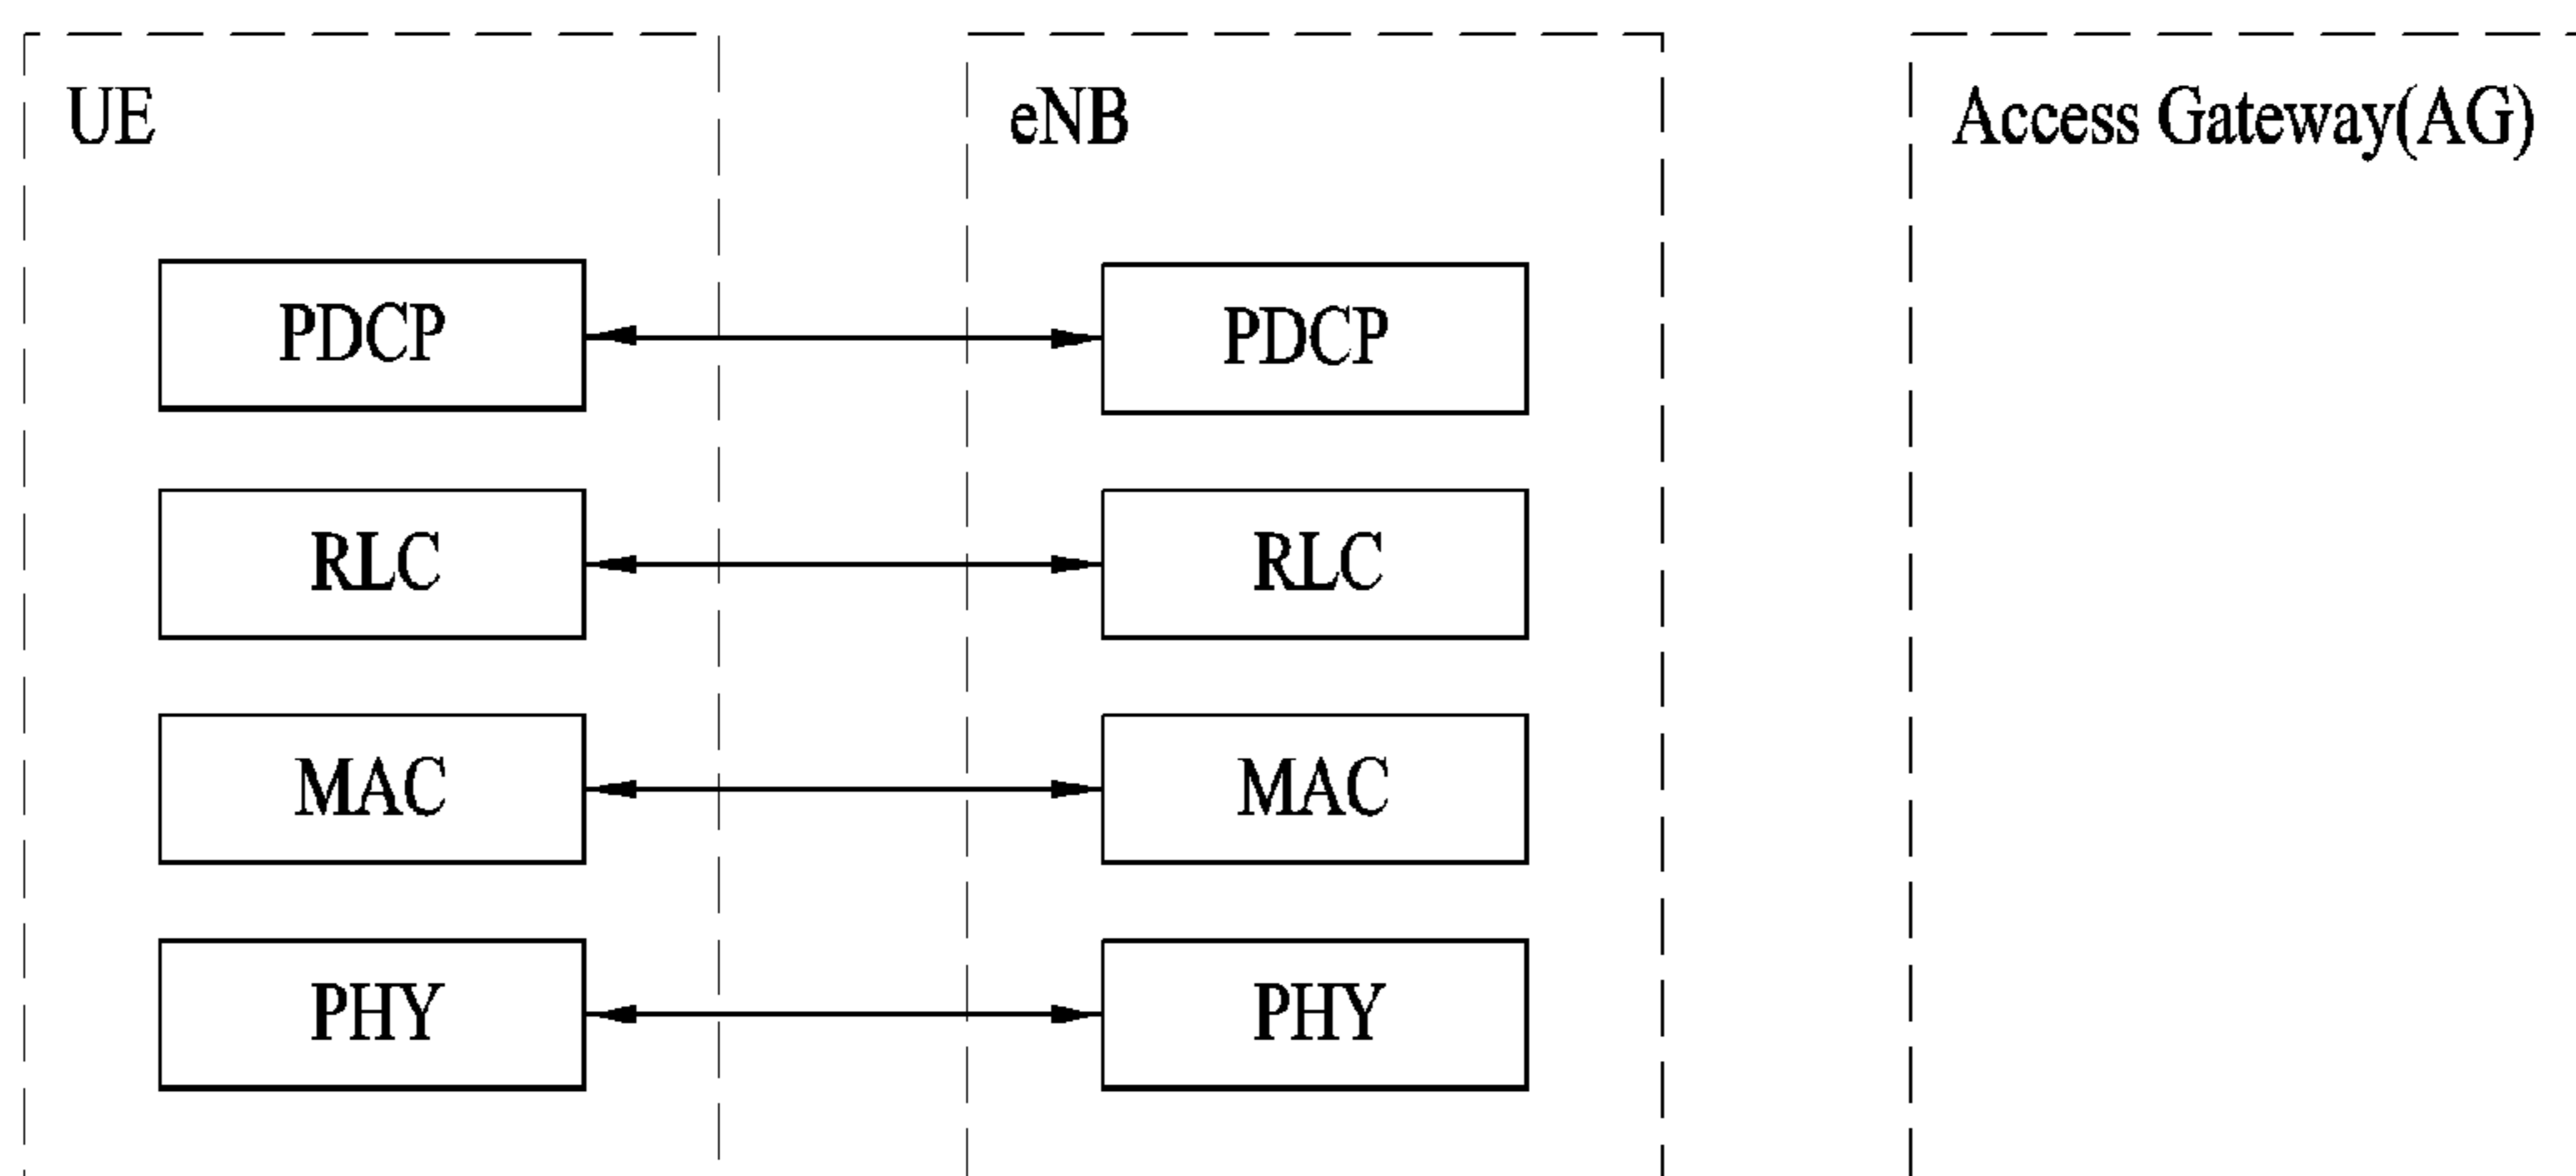 UE
eNB
Access Gateway(AG)
PDCP
PDCP
RLC
RLC
MAC
MAC
PHY
PHY